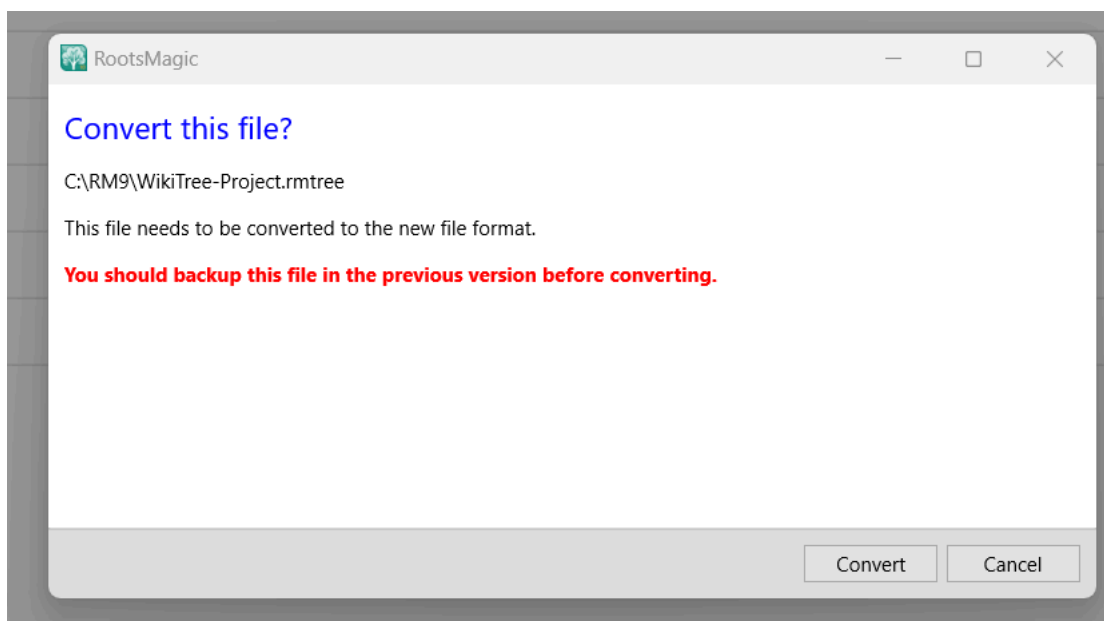 RootsMagic
Convert this file?
C:\RM9\WikiTree-Project.rmtree
This file needs to be converted to the new file format.
You should backup this file in the previous version before converting.
Convert Cancel